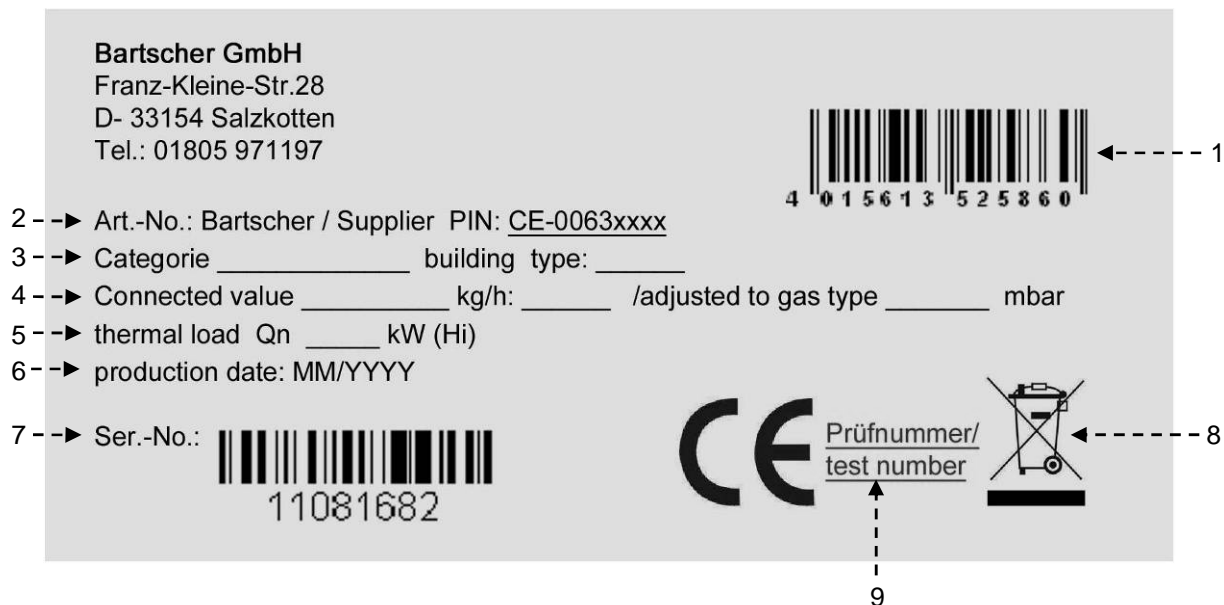 Bartscher GmbH
Franz-Kleine-Str.28
D- 33154 Salzkotten
Tel.: 01805 971197
1
4 015613 525860
2 Art.-No.: Bartscher / Supplier PIN: CE-0063xxxx
3 Categorie _____________ building type: ______
4 Connected value __________ kg/h: ______ /adjusted to gas type _______ mbar
5 thermal load Qn _____ kW (Hi)
6 production date: MM/YYYY
7 Ser.-No.:
11081682
CE Prüfnummer/
test number
8
9